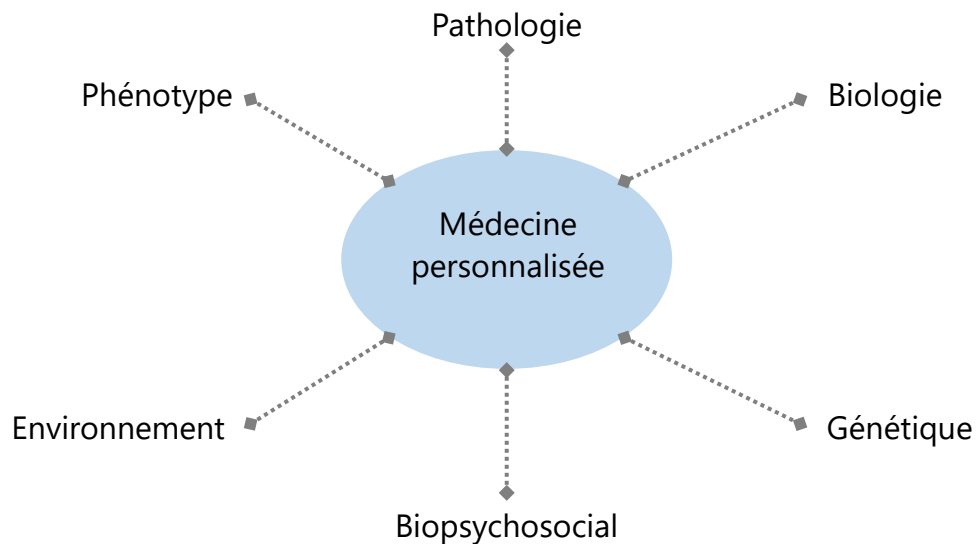 Pathologie
Phénotype
Biologie
Médecine
personnalisée
Environnement
Génétique
Biopsychosocial